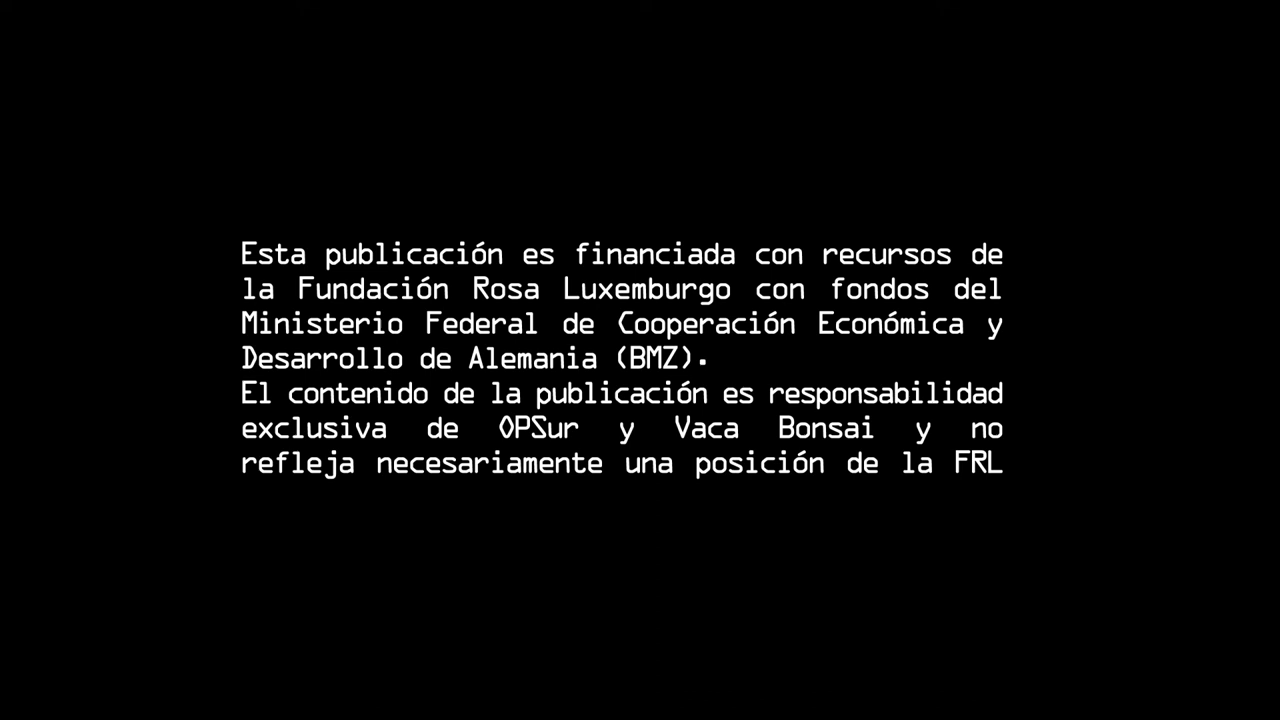 Esta publicación es financiada con recursos de
la Fundación Rosa Luxemburgo con fondos del
Ministerio Federal de Cooperación Económica y
Desarrollo de Alemania (BMZ).
El contenido de la publicación es responsabilidad
exclusiva de OPSur y Vaca Bonsai y no
refleja necesariamente una posición de la FRL